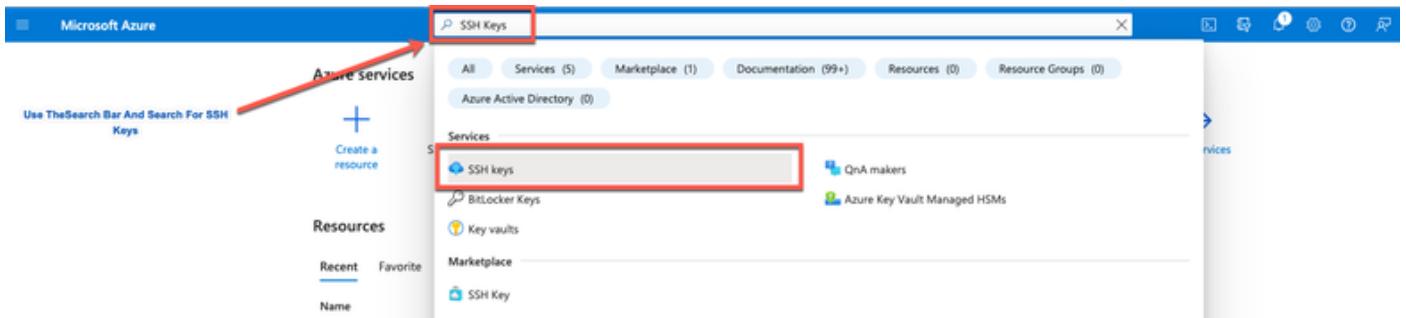 Microsoft Azure
SSH Keys
Azure services
All
Services (5)
Marketplace (1)
Documentation (99+)
Resources (0)
Resource Groups (0)
Azure Active Directory (0)
Use TheSearch Bar And Search For SSH
Keys
Create a
resource
S
rvices
Services
SSH keys
QnA makers
BitLocker Keys
Azure Key Vault Managed HSMs
Key vaults
Resources
Recent
Favorite
Marketplace
SSH Key
Name
1